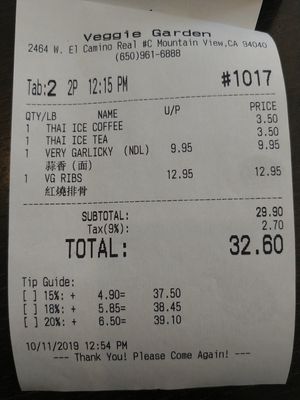 Veggie Garden
2464 W. El Camino Real #C Mountain View,CA 94040
(650)961-6888
Tab:2 2P 12:15 PM #1017
QTY/LB NAME U/P PRICE
1 THAI ICE COFFEE 3.50
1 THAI ICE TEA 3.50
1 VERY GARLICKY (NDL) 9.95 9.95
蒜香 (面)
1 VG RIBS 12.95 12.95
紅燒排骨
SUBTOTAL: 29.90
Tax(9%): 2.70
TOTAL: 32.60
Tip Guide:
[ ] 15%: + 4.90= 37.50
[ ] 18%: + 5.85= 38.45
[ ] 20%: + 6.50= 39.10
10/11/2019 12:54 PM
--- Thank You! Please Come Again! ---